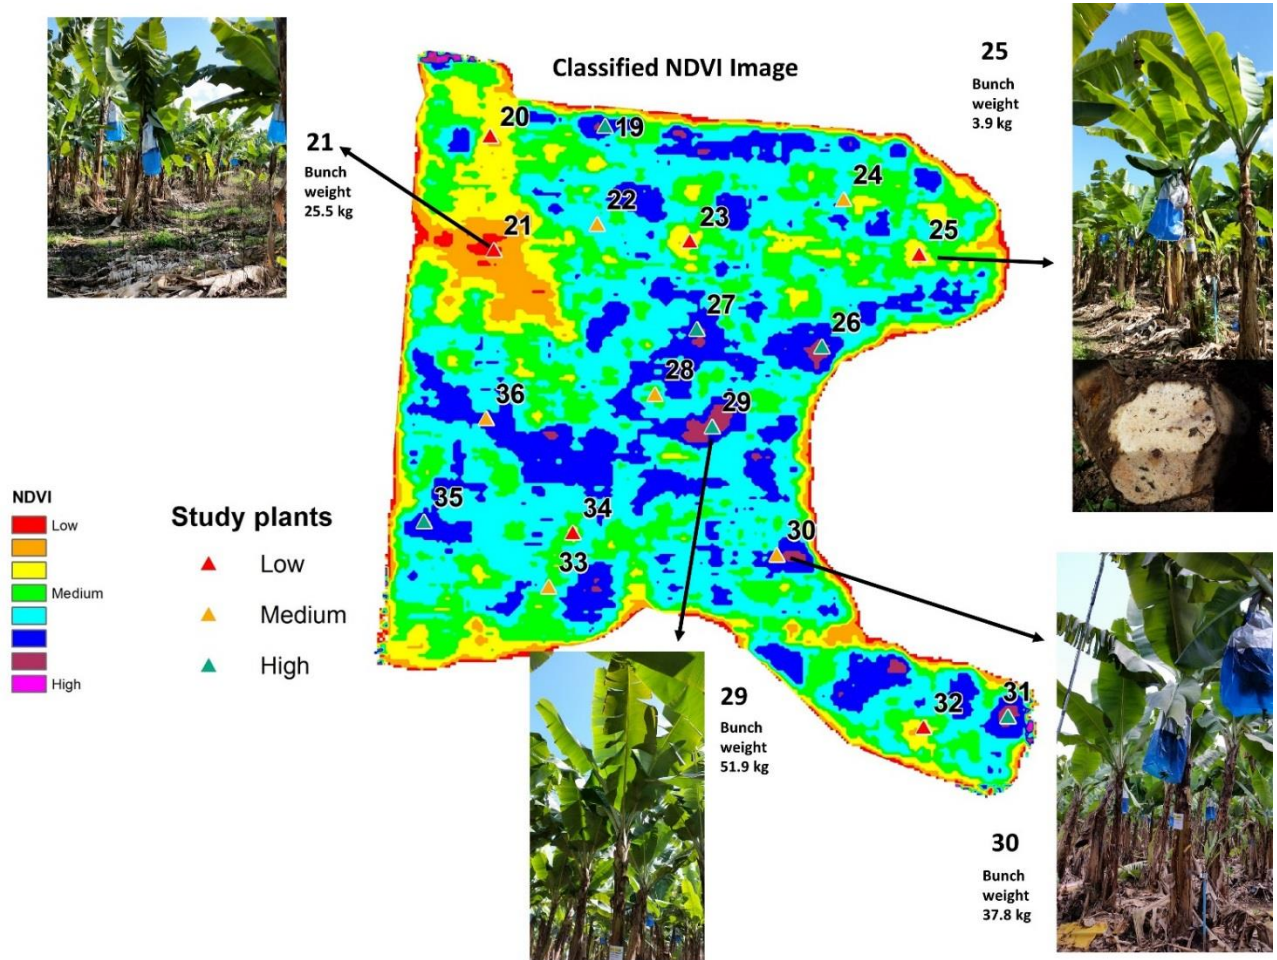 Classified NDVI Image
21
Bunch
weight
25.5 kg
25
Bunch
weight
3.9 kg
20
19
24
22
23
21
25
27
26
28
36
29
35
34
30
33
32
31
NDVI
Low
Medium
High
Study plants
Low
Medium
High
29
Bunch
weight
51.9 kg
30
Bunch
weight
37.8 kg